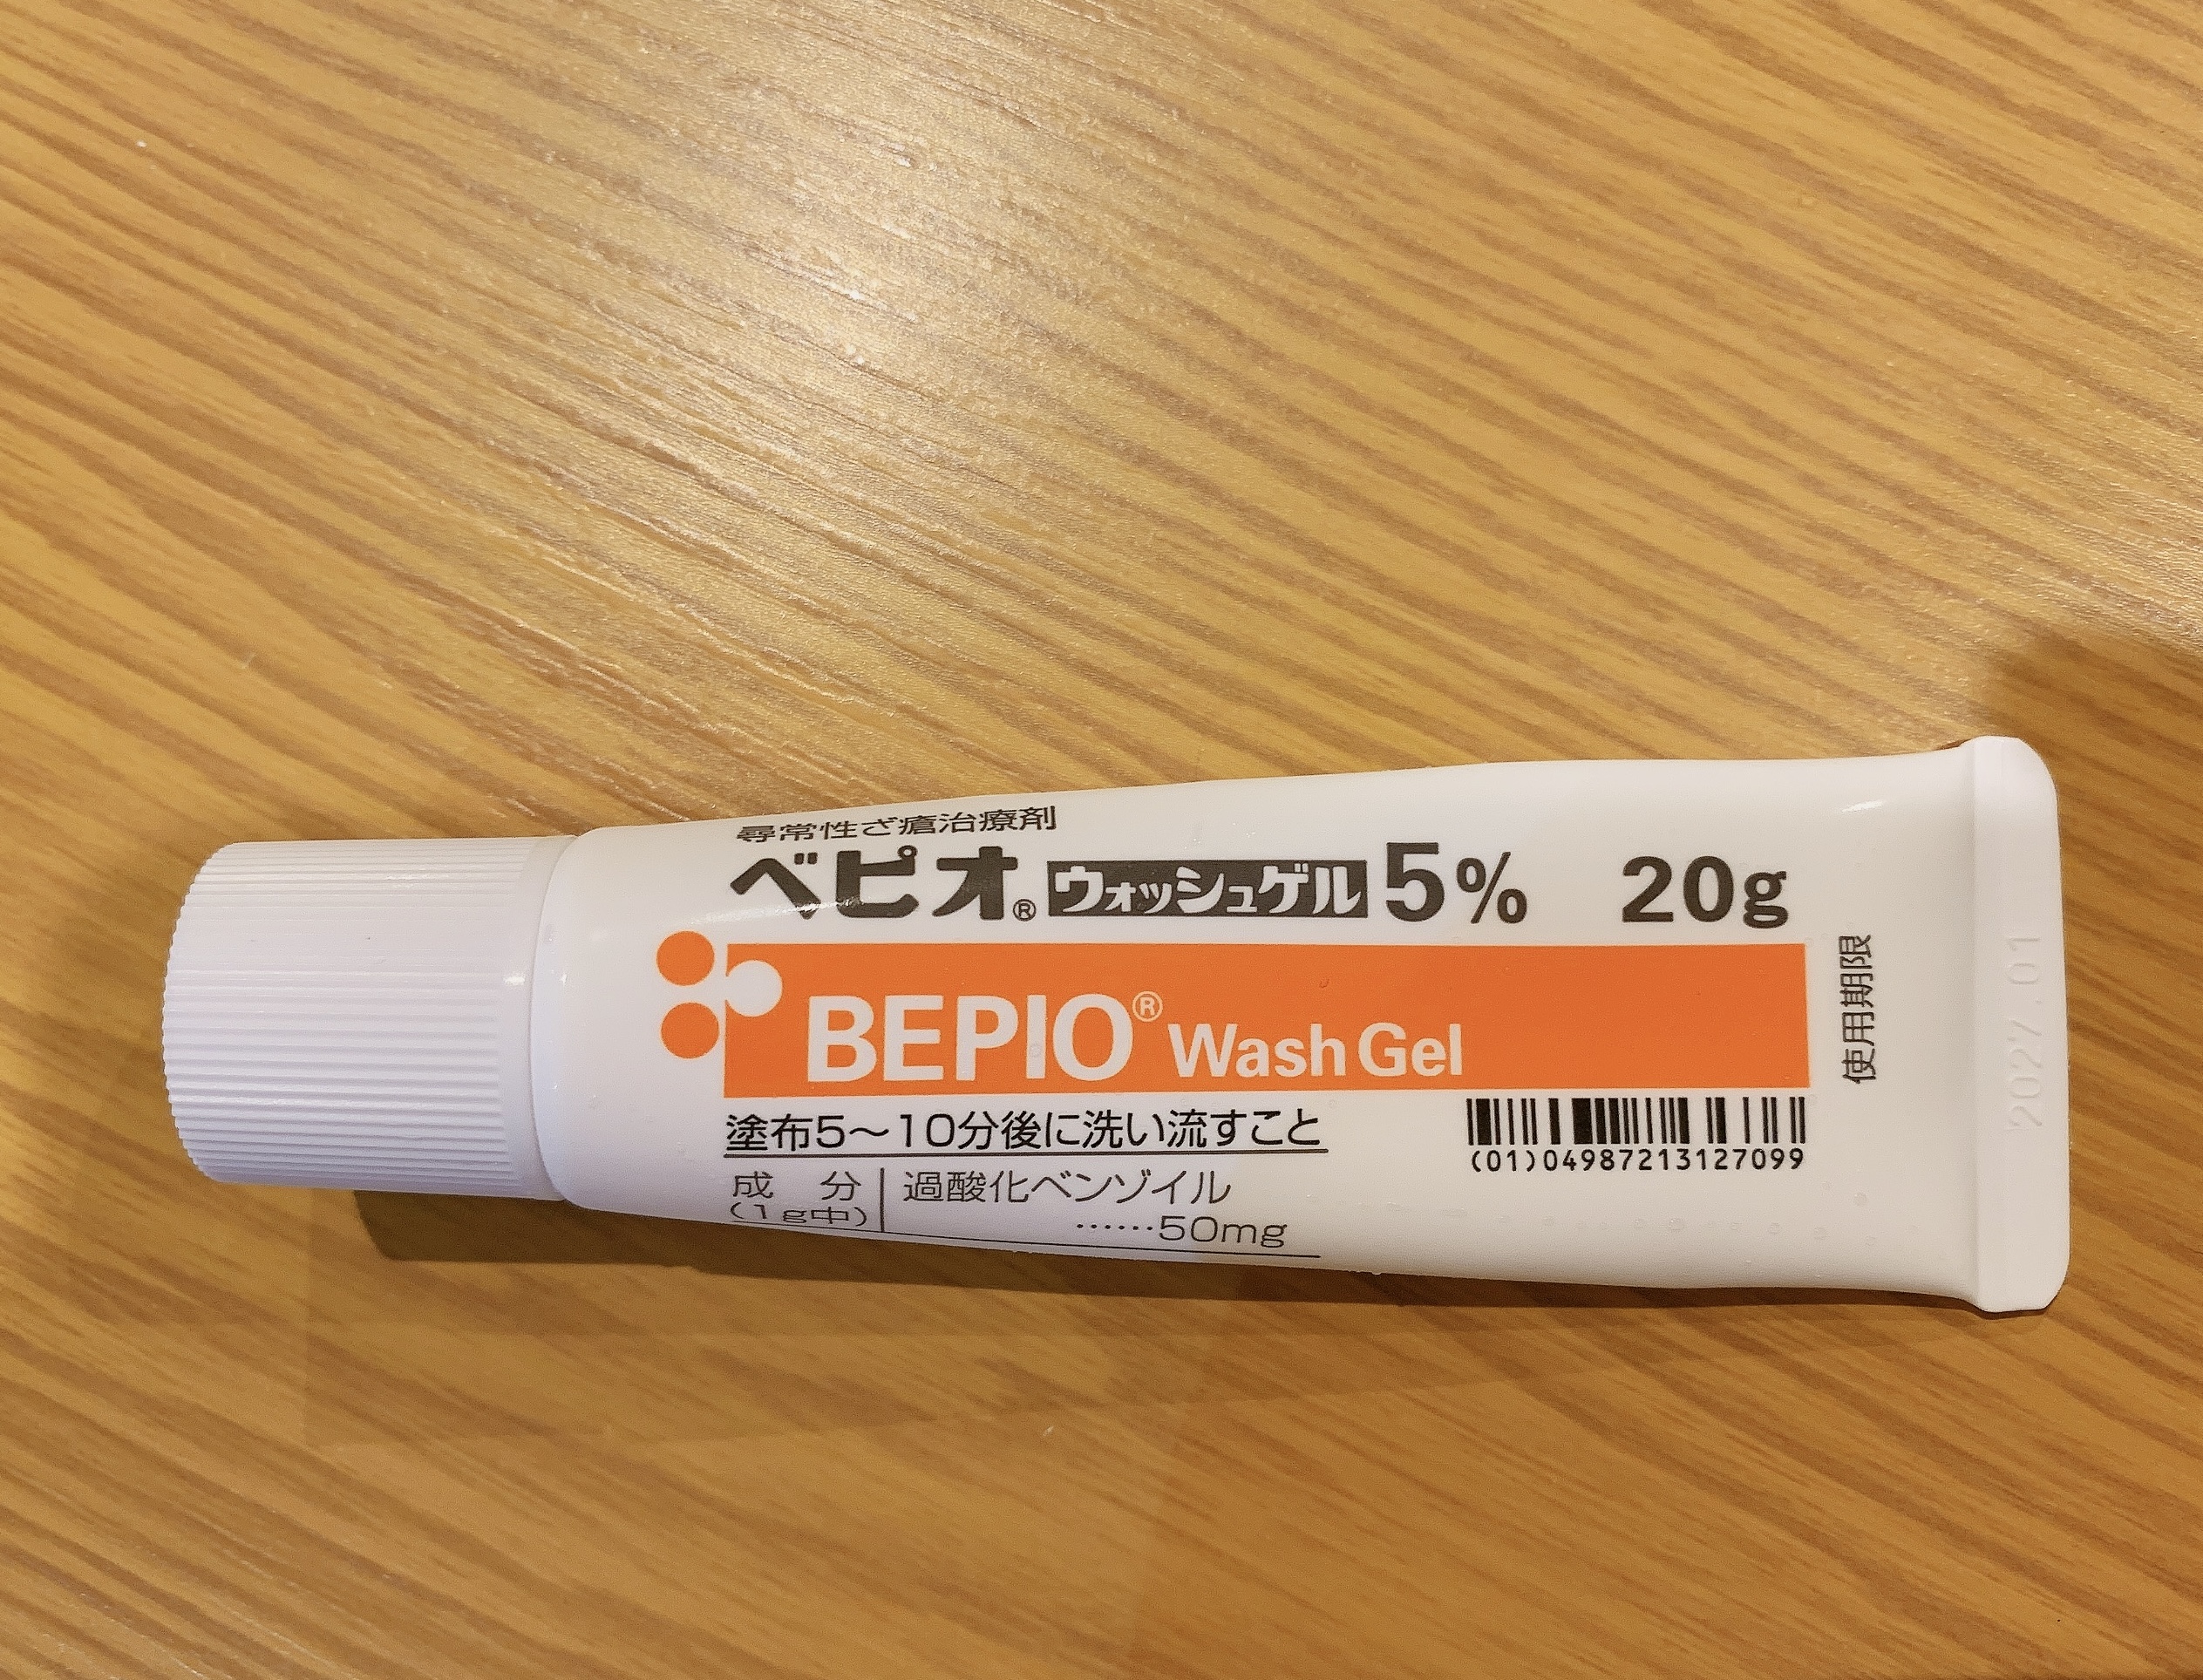 尋常性ざ瘡治療剤
ベピオ® ウォッシュゲル 5% 20g
BEPIO® Wash Gel
塗布5～10分後に洗い流すこと
成 分
(1g中)
過酸化ベンゾイル
……50mg
(01)04987213127099
使用期限
2027.01